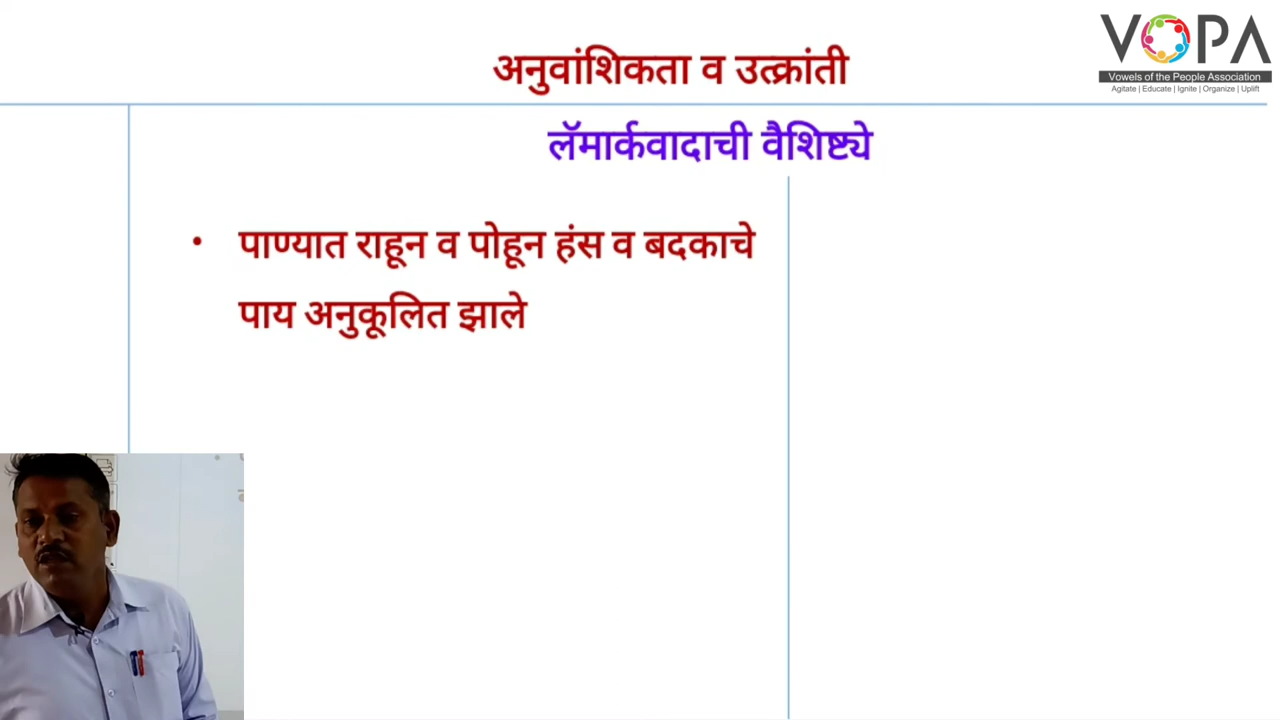 VOPA
Vowels of the People Association
Agitate | Educate | Ignite | Organize | Uplift
अनुवांशिकता व उत्क्रांती
लॅमार्कवादाची वैशिष्ट्ये
• पाण्यात राहून व पोहून हंस व बदकाचे
पाय अनुकूलित झाले